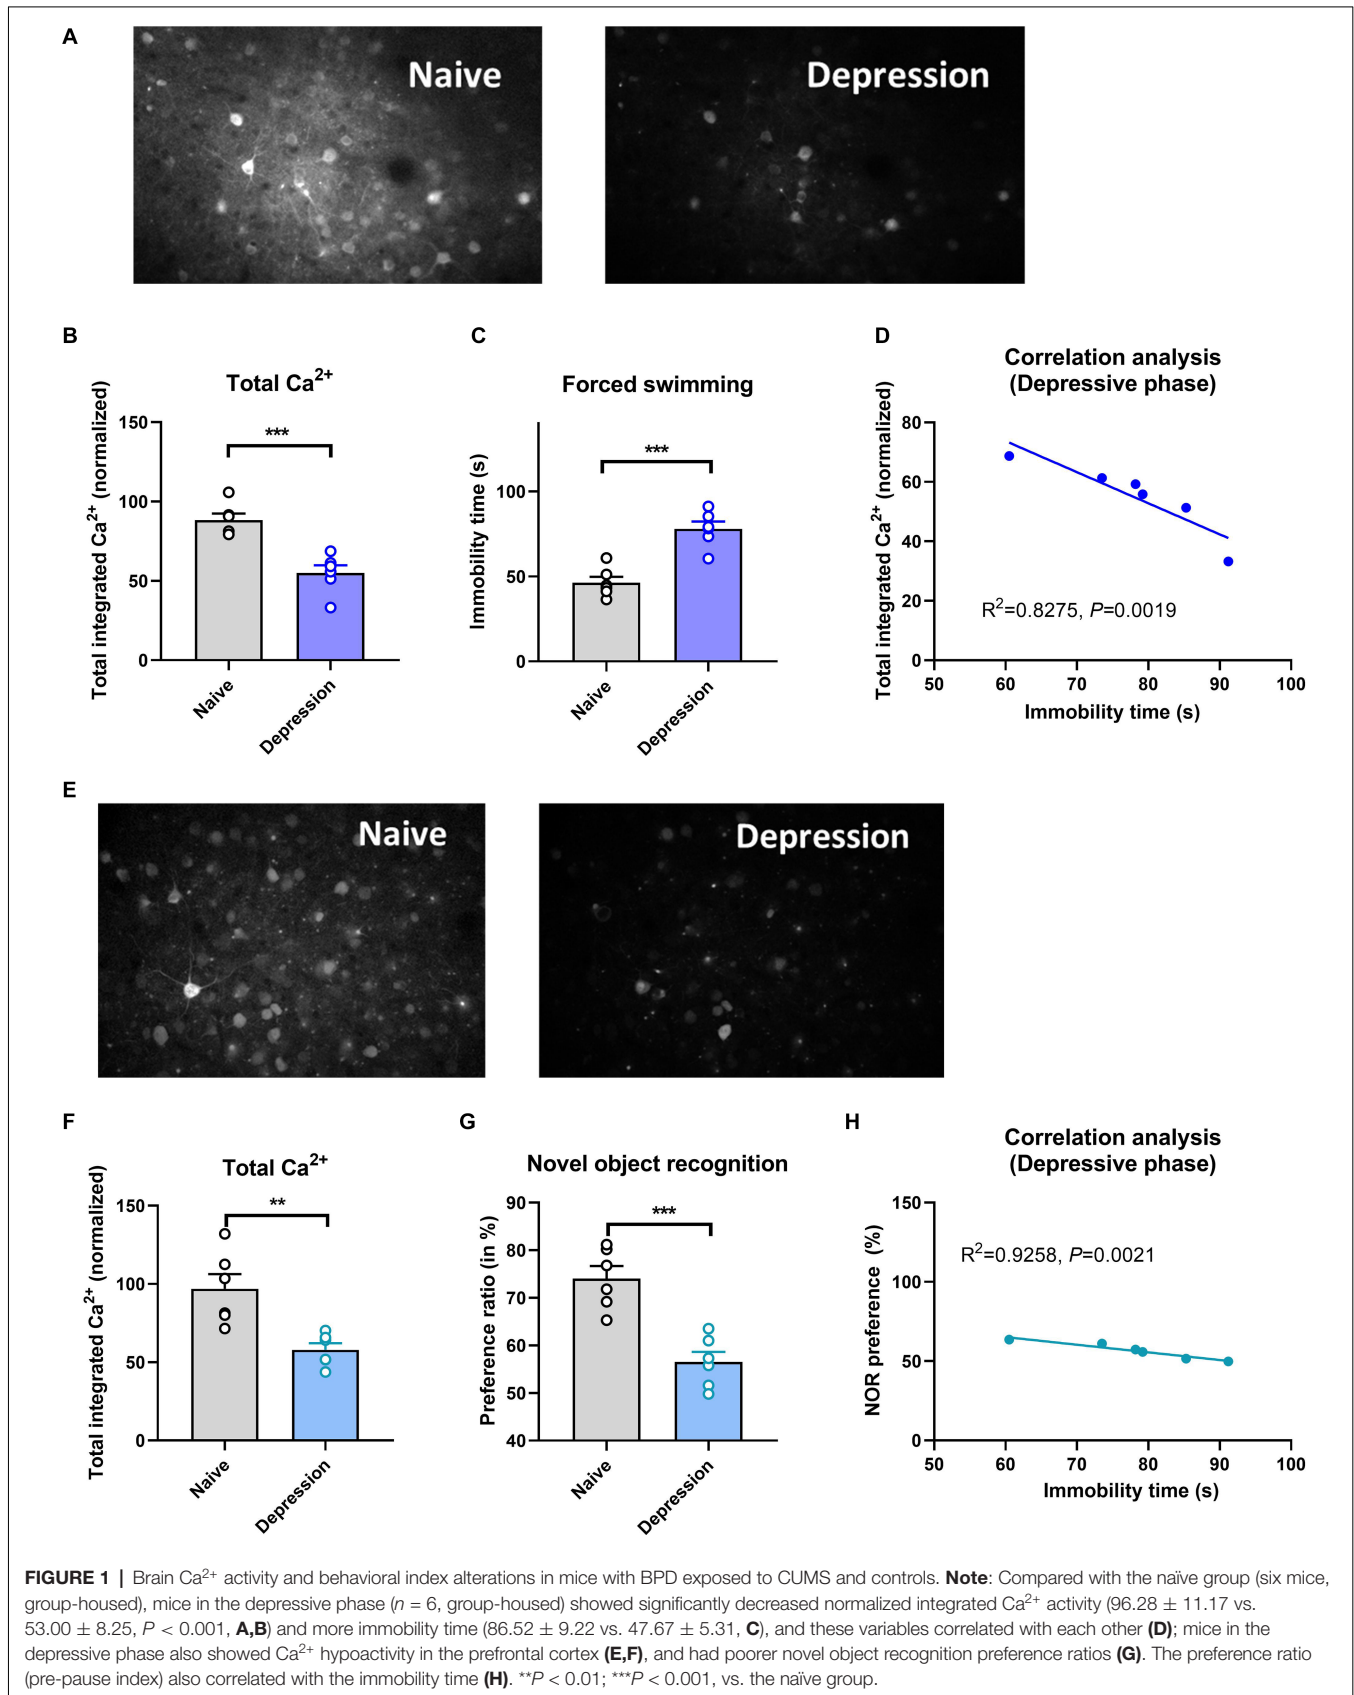 A
Naive
Depression
B
C
D
Total Ca2+
Total integrated Ca2+ (normalized)
150
100
50
0
***
Naive
Depression
Forced swimming
Immobility time (s)
100
50
0
***
Naive
Depression
Correlation analysis
(Depressive phase)
Total integrated Ca2+ (normalized)
80
60
40
20
0
R2=0.8275, P=0.0019
50 60 70 80 90 100
Immobility time (s)
E
Naive
Depression
F
G
H
Total Ca2+
Total integrated Ca2+ (normalized)
150
100
50
0
**
Naive
Depression
Novel object recognition
Preference ratio (in %)
90
80
70
60
50
40
***
Naive
Depression
Correlation analysis
(Depressive phase)
NOR preference (%)
150
100
50
0
R2=0.9258, P=0.0021
50 60 70 80 90 100
Immobility time (s)
FIGURE 1 | Brain Ca2+ activity and behavioral index alterations in mice with BPD exposed to CUMS and controls. Note: Compared with the naïve group (six mice,
group-housed), mice in the depressive phase (n = 6, group-housed) showed significantly decreased normalized integrated Ca2+ activity (96.28 ± 11.17 vs.
53.00 ± 8.25, P < 0.001, A,B) and more immobility time (86.52 ± 9.22 vs. 47.67 ± 5.31, C), and these variables correlated with each other (D); mice in the
depressive phase also showed Ca2+ hypoactivity in the prefrontal cortex (E,F), and had poorer novel object recognition preference ratios (G). The preference ratio
(pre-pause index) also correlated with the immobility time (H). **P < 0.01; ***P < 0.001, vs. the naïve group.